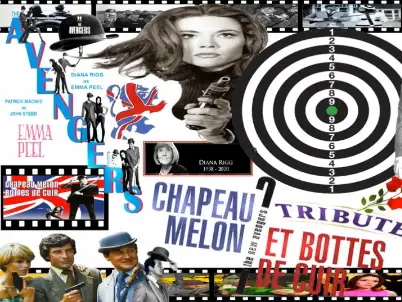 THE
AVENGERS
AVENGERS
DIANA RIGG
as
EMMA PEEL
PATRICK MACNEE
as
JOHN STEED
EMMA
PEEL
DIANA RIGG
1938 - 2020
CHAPEAU MELON
BOTTES DE CUIR
CHAPEAU
MELON
the new avengers
TRIBUTE
ET BOTTES
DE CUIR
1
2
3
4
5
6
7
8
9
9
8
7
6
5
4
3
2
1